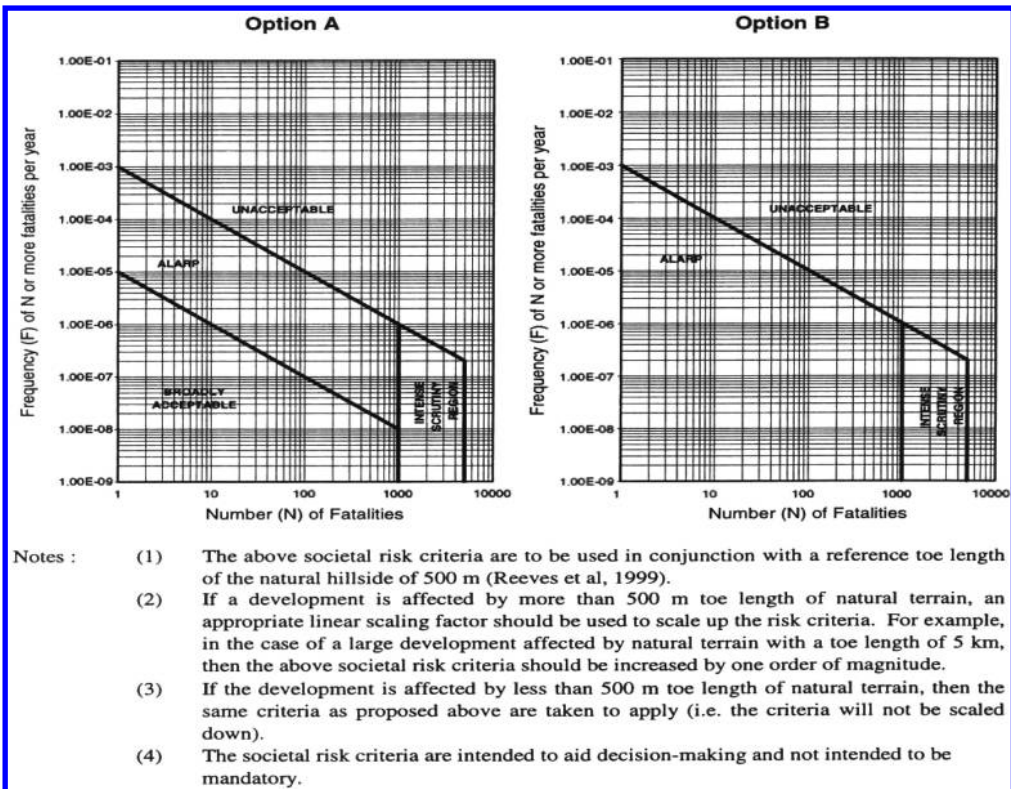 Option A
Frequency (F) of N or more fatalities per year
1.00E-01
1.00E-02
1.00E-03
1.00E-04
1.00E-05
1.00E-06
1.00E-07
1.00E-08
1.00E-09
UNACCEPTABLE
ALARP
BROADLY
ACCEPTABLE
INTENSE
SCRUTINY
REGION
1
10
100
1000
10000
Number (N) of Fatalities
Option B
Frequency (F) of N or more fatalities per year
1.00E-01
1.00E-02
1.00E-03
1.00E-04
1.00E-05
1.00E-06
1.00E-07
1.00E-08
1.00E-09
UNACCEPTABLE
ALARP
INTENSE
SCRUTINY
REGION
1
10
100
1000
10000
Number (N) of Fatalities
Notes : (1) The above societal risk criteria are to be used in conjunction with a reference toe length
of the natural hillside of 500 m (Reeves et al, 1999).
(2) If a development is affected by more than 500 m toe length of natural terrain, an
appropriate linear scaling factor should be used to scale up the risk criteria. For example,
in the case of a large development affected by natural terrain with a toe length of 5 km,
then the above societal risk criteria should be increased by one order of magnitude.
(3) If the development is affected by less than 500 m toe length of natural terrain, then the
same criteria as proposed above are taken to apply (i.e. the criteria will not be scaled
down).
(4) The societal risk criteria are intended to aid decision-making and not intended to be
mandatory.